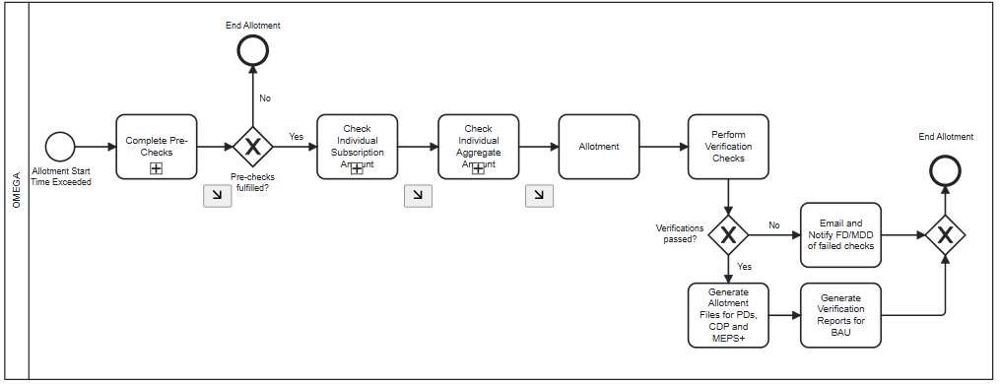 End Allotment
No
Complete Pre-
Checks
Yes
Check
Individual
Subscription
Amount
Check
Individual
Aggregate
Amount
Allotment
Perform
Verification
Checks
Allotment Start
Time Exceeded
Pre-checks
fulfilled?
OMEGA
End Allotment
Verifications
passed?
No
Email and
Notify FD/MDD
of failed checks
Yes
Generate
Allotment
Files for PDs,
CDP and
MEPS+
Generate
Verification
Reports for
BAU